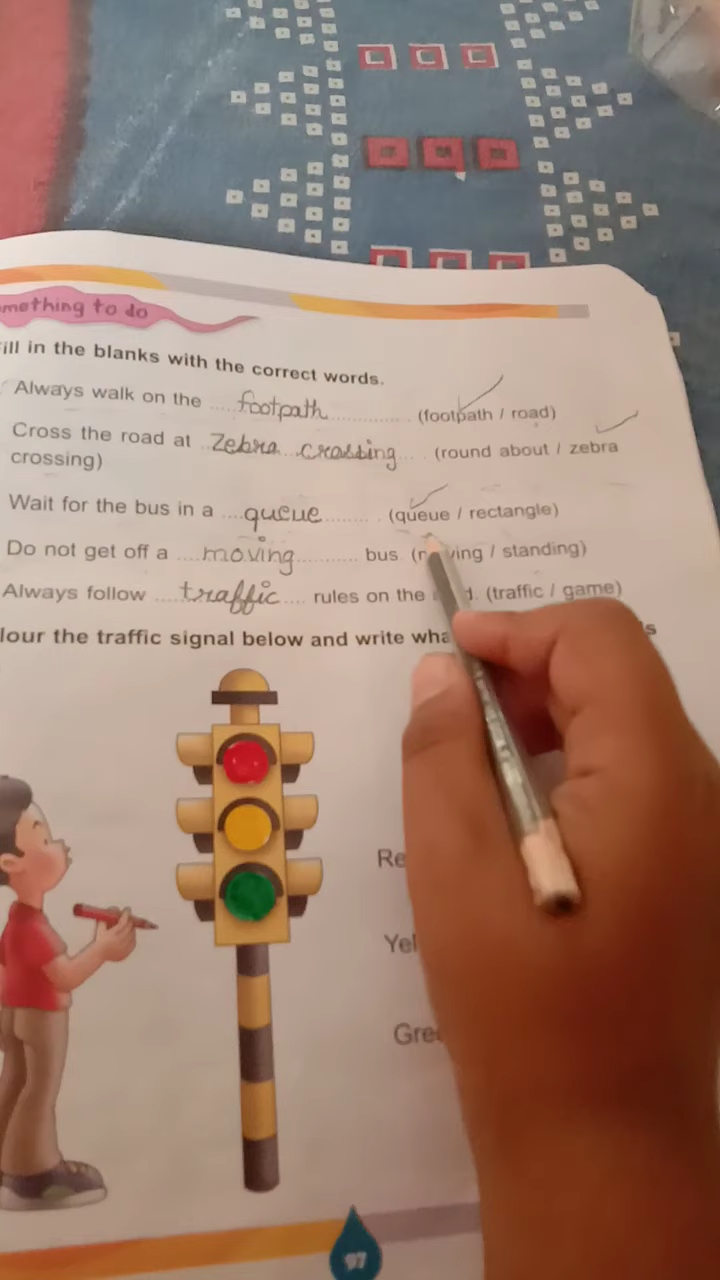 mething to do
ill in the blanks with the correct words.
Always walk on the ....footpath............... (footpath / road)
Cross the road at ..Zebra..crossing... . (round about / zebra
crossing)
Wait for the bus in a ....queue......... . (queue / rectangle)
Do not get off a ....moving........... bus. (m ving / standing)
Always follow ....traffic.... rules on the d. (traffic / game)
lour the traffic signal below and write wha s
Re
Yel
Gre
97